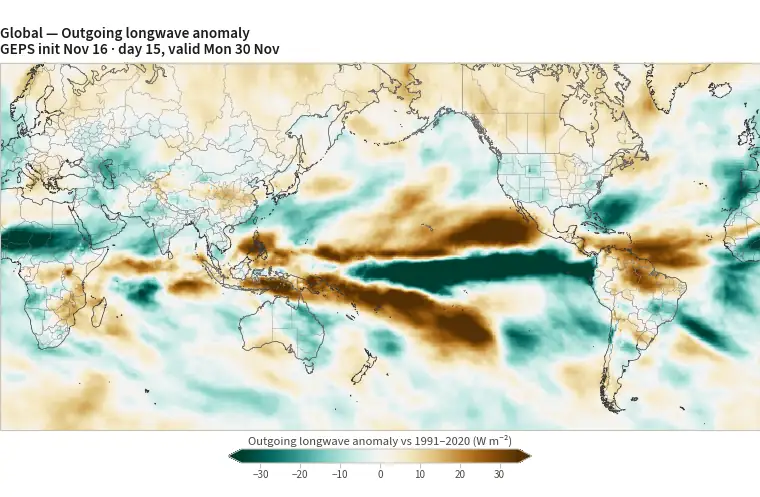 Global — Outgoing longwave anomaly
GEPS init Nov 16 · day 15, valid Mon 30 Nov
Outgoing longwave anomaly vs 1991–2020 (W m⁻²)
−30 −20 −10 0 10 20 30